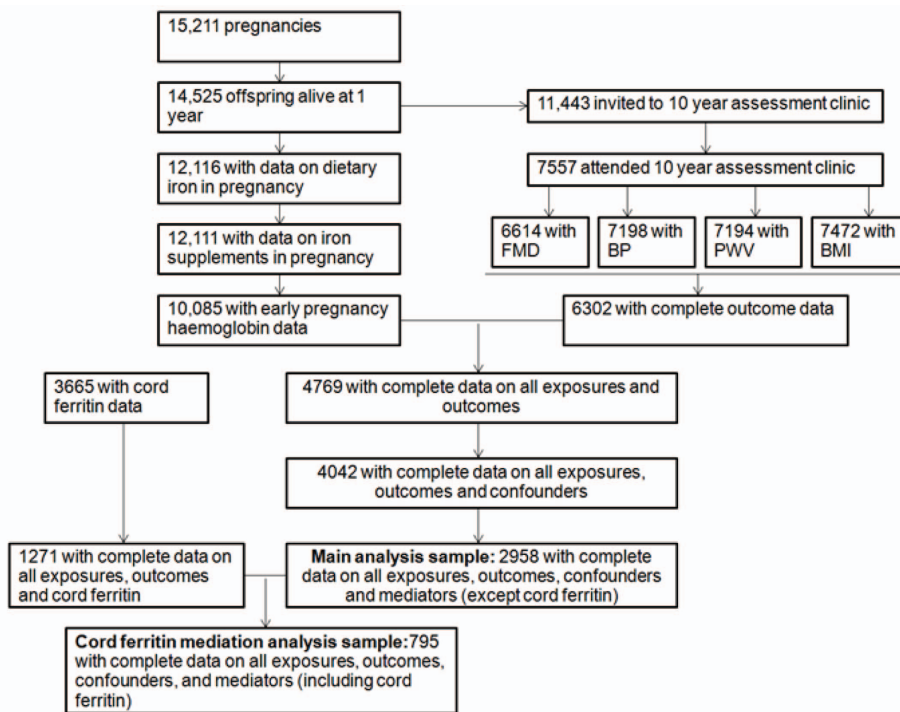 15,211 pregnancies
14,525 offspring alive at 1
year
11,443 invited to 10 year assessment clinic
12,116 with data on dietary
iron in pregnancy
7557 attended 10 year assessment clinic
6614 with
FMD
7198 with
BP
7194 with
PWV
7472 with
BMI
12,111 with data on iron
supplements in pregnancy
10,085 with early pregnancy
haemoglobin data
6302 with complete outcome data
3665 with cord
ferritin data
4769 with complete data on all exposures and
outcomes
4042 with complete data on all exposures,
outcomes and confounders
1271 with complete data on
all exposures, outcomes
and cord ferritin
Main analysis sample: 2958 with complete
data on all exposures, outcomes, confounders
and mediators (except cord ferritin)
Cord ferritin mediation analysis sample:795
with complete data on all exposures, outcomes,
confounders, and mediators (including cord
ferritin)